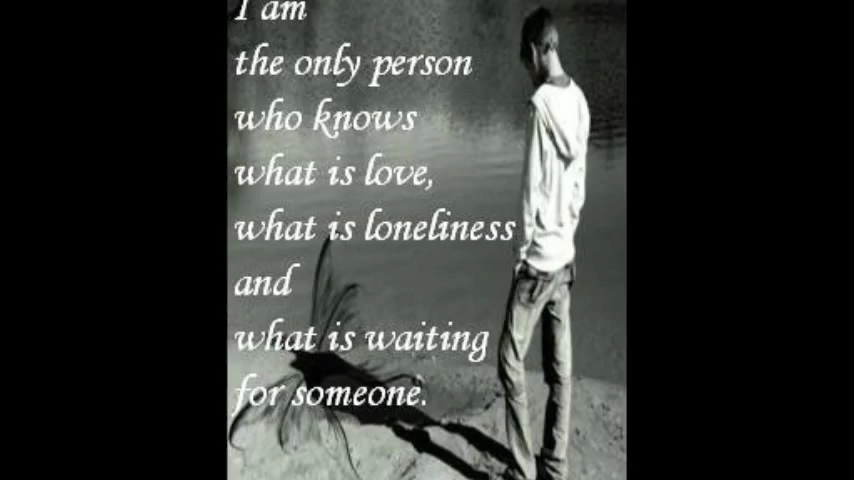 I am
the only person
who knows
what is love,
what is loneliness
and
what is waiting
for someone.